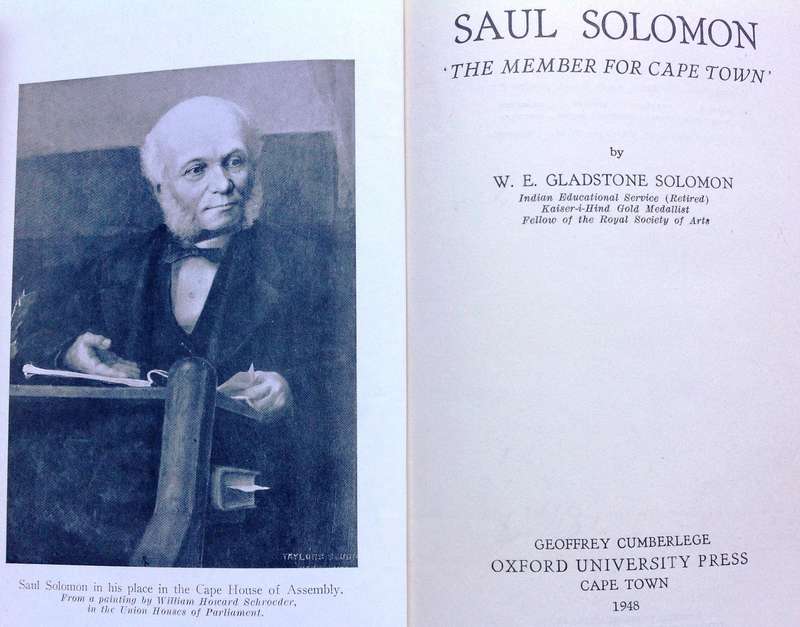 Saul Solomon in his place in the Cape House of Assembly.
From a painting by William Howard Schroeder,
in the Union Houses of Parliament.
SAUL SOLOMON
'THE MEMBER FOR CAPE TOWN'
by
W. E. GLADSTONE SOLOMON
Indian Educational Service (Retired)
Kaiser-i-Hind Gold Medallist
Fellow of the Royal Society of Arts
GEOFFREY CUMBERLEGE
OXFORD UNIVERSITY PRESS
CAPE TOWN
1948